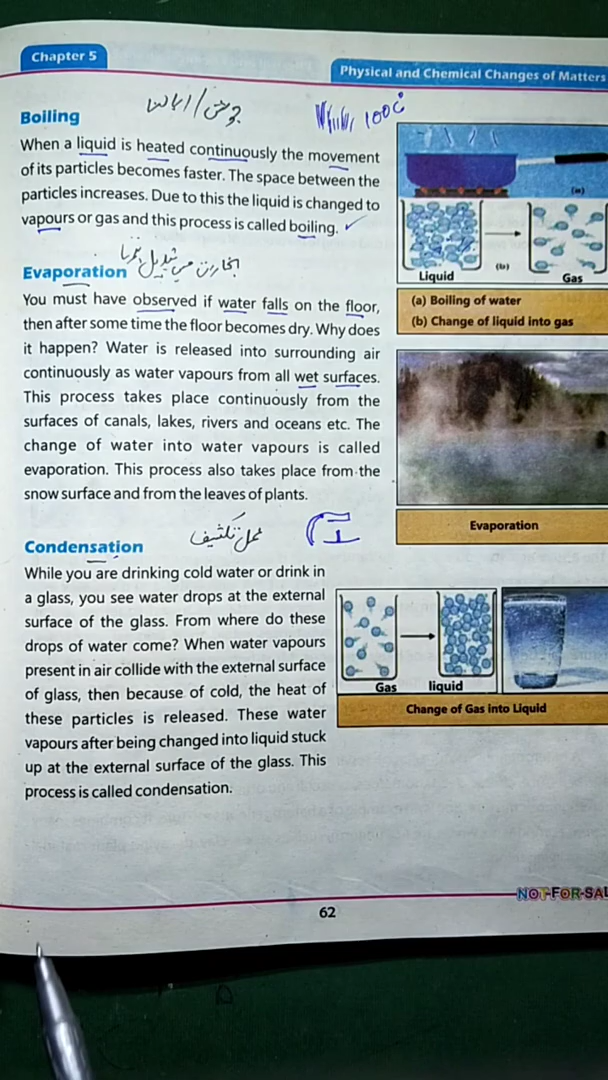 Chapter 5
Physical and Chemical Changes of Matters
Boiling
جوش / ابالنا
100°C
When a liquid is heated continuously the movement
of its particles becomes faster. The space between the
particles increases. Due to this the liquid is changed to
vapours or gas and this process is called boiling.
(a)
(b)
Liquid
Gas
(a) Boiling of water
(b) Change of liquid into gas
Evaporation
بخارات میں تبدیل ہونا
You must have observed if water falls on the floor,
then after some time the floor becomes dry. Why does
it happen? Water is released into surrounding air
continuously as water vapours from all wet surfaces.
This process takes place continuously from the
surfaces of canals, lakes, rivers and oceans etc. The
change of water into water vapours is called
evaporation. This process also takes place from the
snow surface and from the leaves of plants.
Evaporation
Condensation
عمل تکثیف
While you are drinking cold water or drink in
a glass, you see water drops at the external
surface of the glass. From where do these
drops of water come? When water vapours
present in air collide with the external surface
of glass, then because of cold, the heat of
these particles is released. These water
vapours after being changed into liquid stuck
up at the external surface of the glass. This
process is called condensation.
Gas
liquid
Change of Gas into Liquid
NOT-FOR-SAL
62